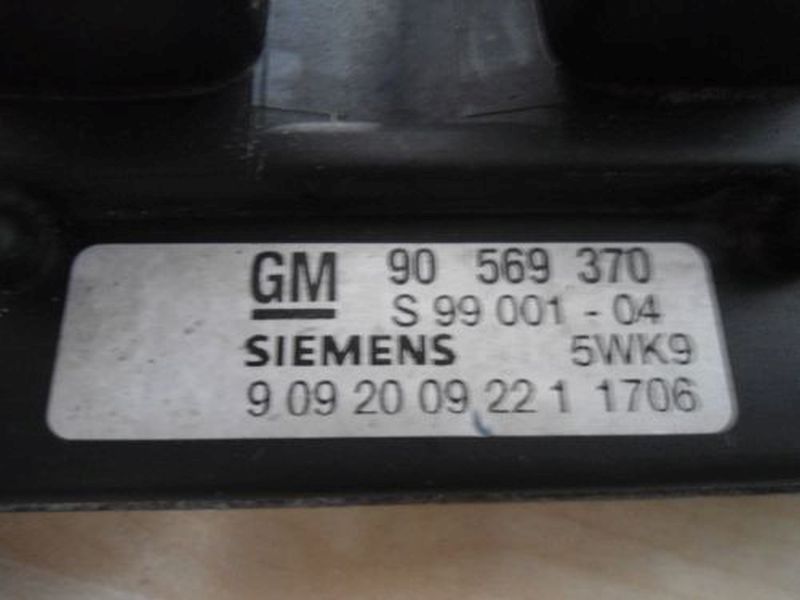 GM 90 569 370
S 99 001 - 04
SIEMENS 5WK9
9 09 20 09 22 1 1706